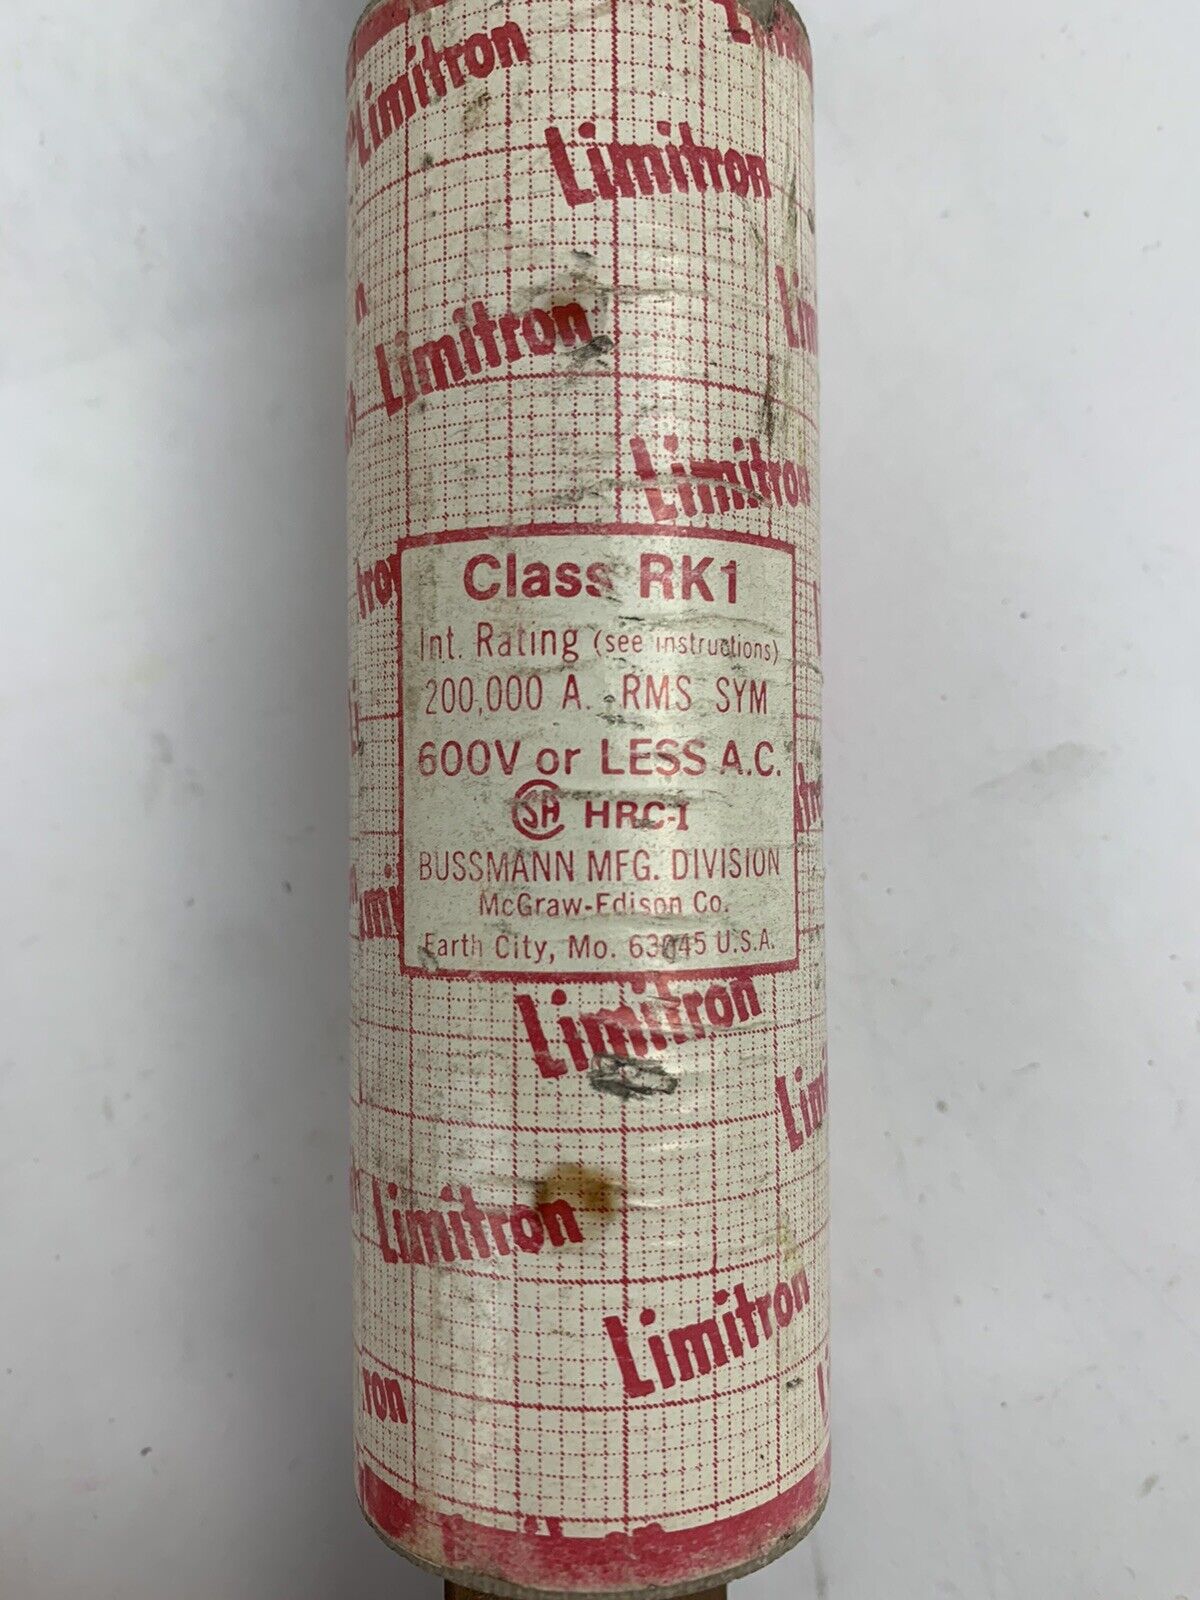 Limitron
Limitron
Limitron
Limitron
Class RK1
Int. Rating (see instructions)
200,000 A. RMS SYM
600V or LESS A.C.
SA HRC-I
BUSSMANN MFG. DIVISION
McGraw-Edison Co.
Earth City, Mo. 63045 U.S.A.
Limitron
Limitron
Limitron